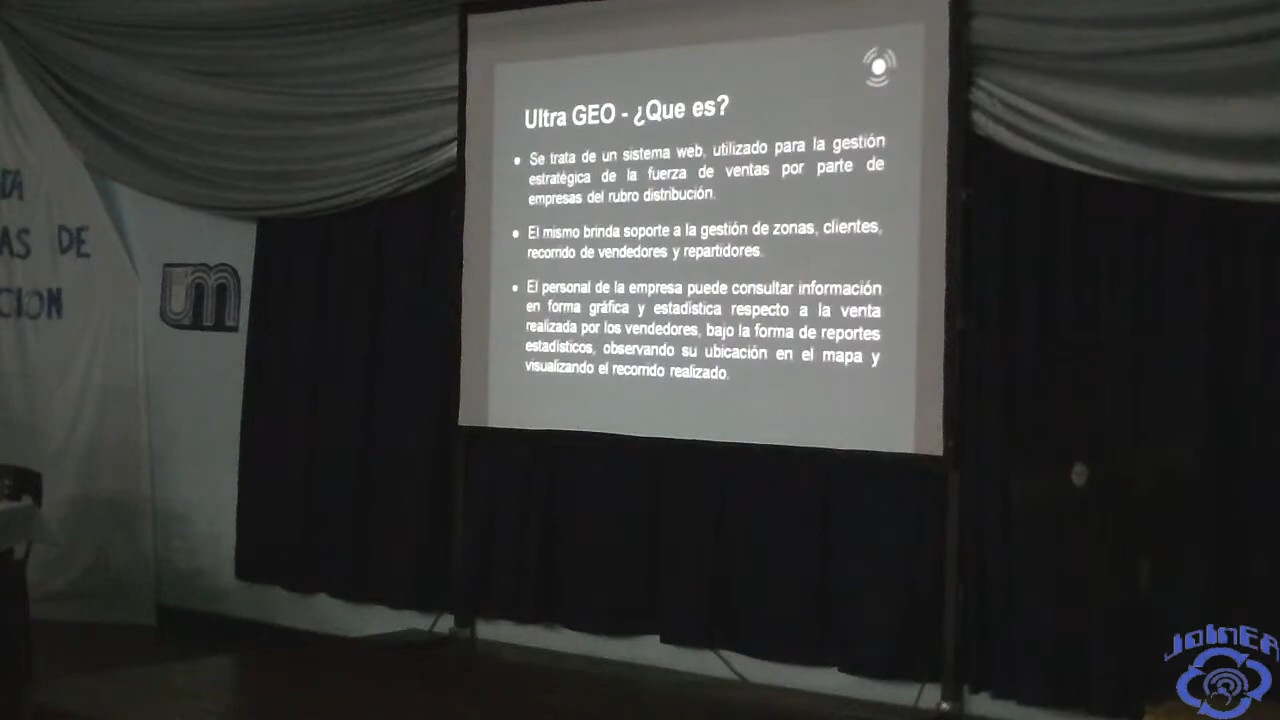 Ultra GEO - ¿Que es?
• Se trata de un sistema web, utilizado para la gestión
estratégica de la fuerza de ventas por parte de
empresas del rubro distribución.
• El mismo brinda soporte a la gestión de zonas, clientes,
recorrido de vendedores y repartidores.
• El personal de la empresa puede consultar información
en forma gráfica y estadística respecto a la venta
realizada por los vendedores, bajo la forma de reportes
estadísticos, observando su ubicación en el mapa y
visualizando el recorrido realizado.
DE
um
JoinEA